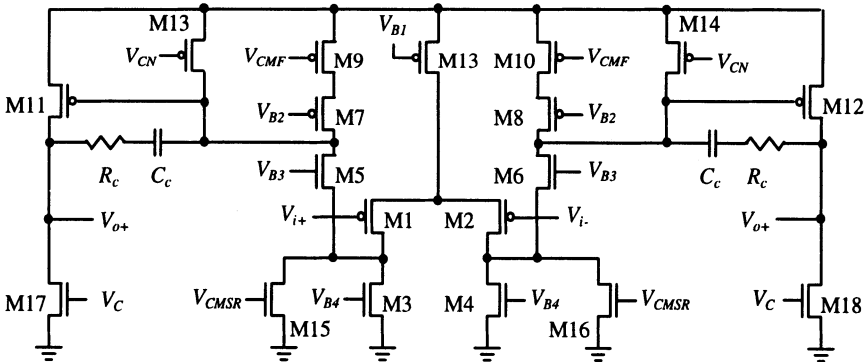 M13 V_B1 M14
V_CN V_CMF M9 M13 M10 V_CMF V_CN
M11 V_B2 M7 M8 V_B2 M12
R_c C_c V_B3 M5 M6 V_B3 C_c R_c
V_o+ V_i+ M1 M2 V_i- V_o+
M17 V_C V_CMSR V_B4 M3 M4 V_B4 V_CMSR V_C M18
M15 M16